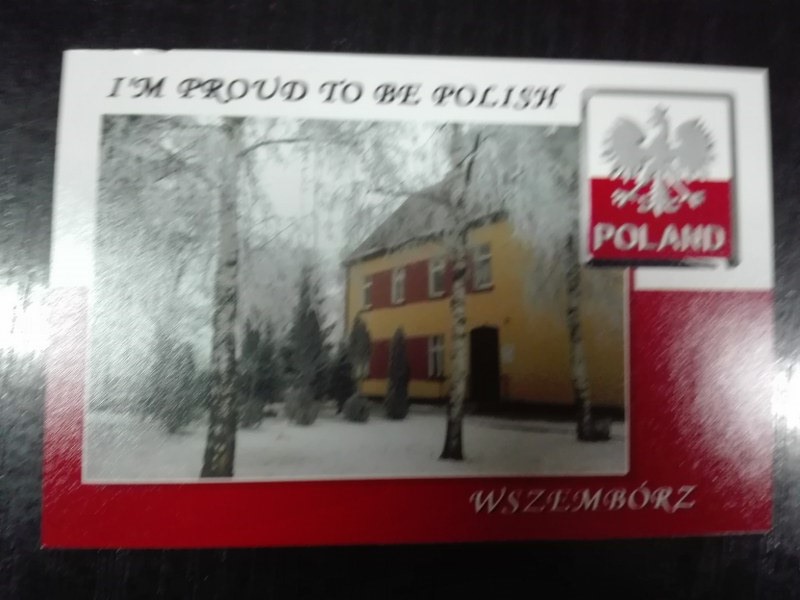 I'M PROUD TO BE POLISH
POLAND
WSZEMBÓRZ